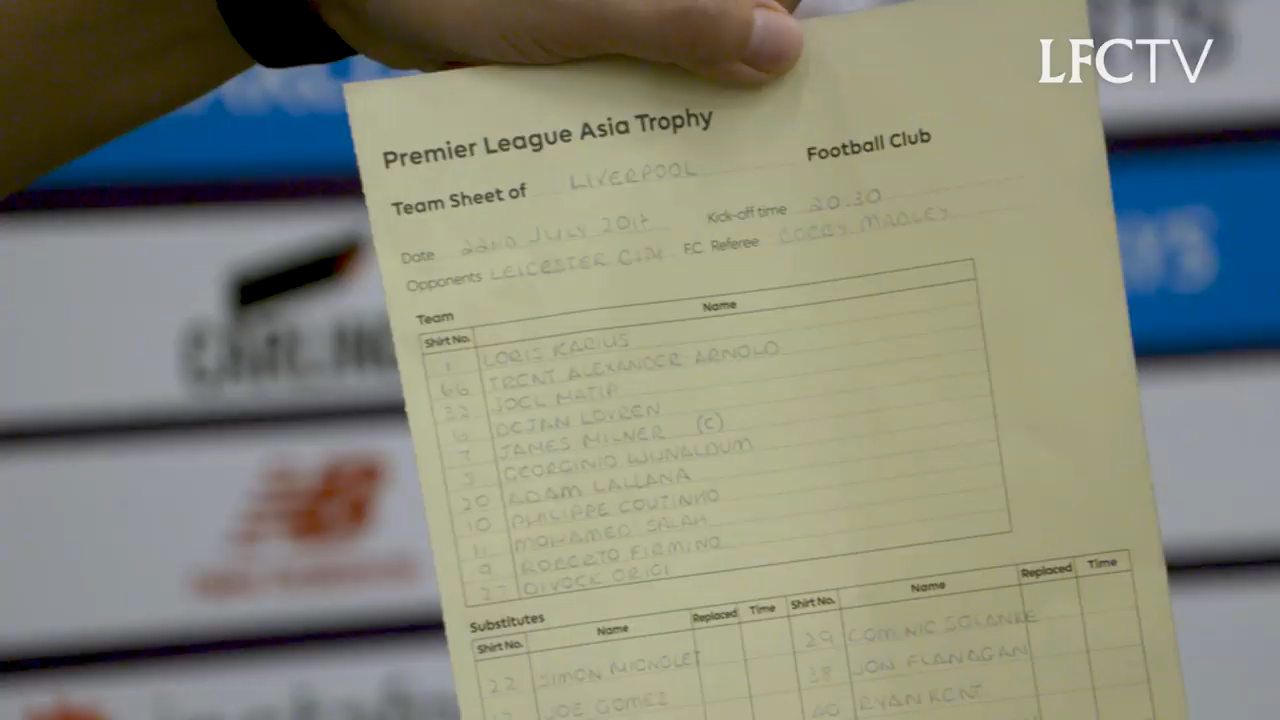 LFCTV
Premier League Asia Trophy
Team Sheet of LIVERPOOL Football Club
Date 22ND JULY 2017 Kick-off time 20.30
Opponents LEICESTER CITY F.C. Referee BOBBY MADLEY
Team
Shirt No. Name
1 LORIS KARIUS
66 TRENT ALEXANDER ARNOLD
32 JOEL MATIP
6 DEJAN LOVREN
7 JAMES MILNER (C)
5 GEORGINIO WIJNALDUM
20 ADAM LALLANA
10 PHILIPPE COUTINHO
11 MOHAMED SALAH
9 ROBERTO FIRMINO
27 DIVOCK ORIGI
Substitutes
Shirt No. Name Replaced Time Shirt No. Name Replaced Time
22 SIMON MIGNOLET 29 DOMINIC SOLANKE
JOE GOMEZ 38 JON FLANAGAN
RYAN KENT